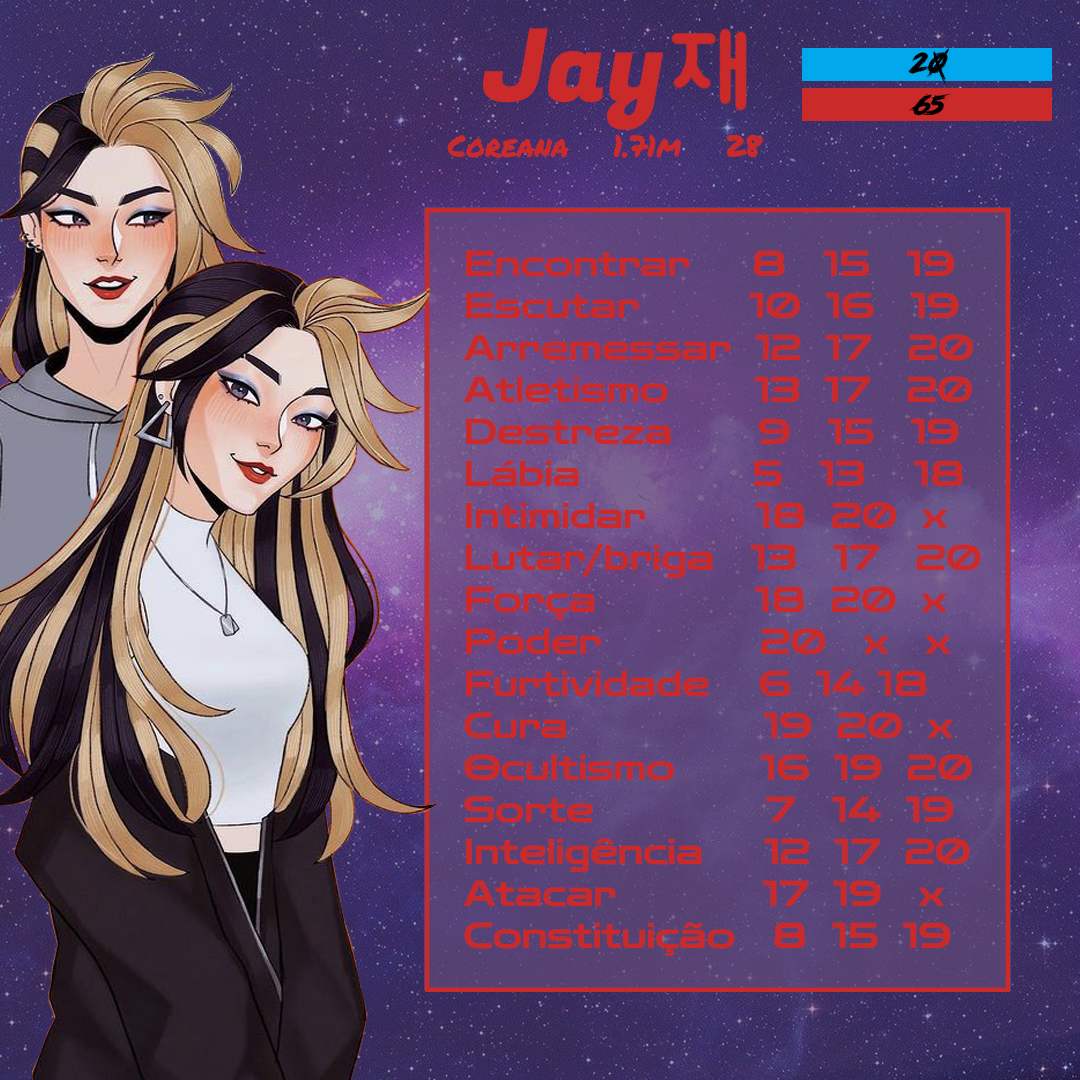 Jay 재
20
65
Coreana 1.71m 28
Encontrar 8 15 19
Escutar 10 16 19
Arremessar 12 17 20
Atletismo 13 17 20
Destreza 9 15 19
Lábia 5 13 18
Intimidar 18 20 x
Lutar/briga 13 17 20
Força 18 20 x
Poder 20 x x
Furtividade 6 14 18
Cura 19 20 x
Ocultismo 16 19 20
Sorte 7 14 19
Inteligência 12 17 20
Atacar 17 19 x
Constituição 8 15 19